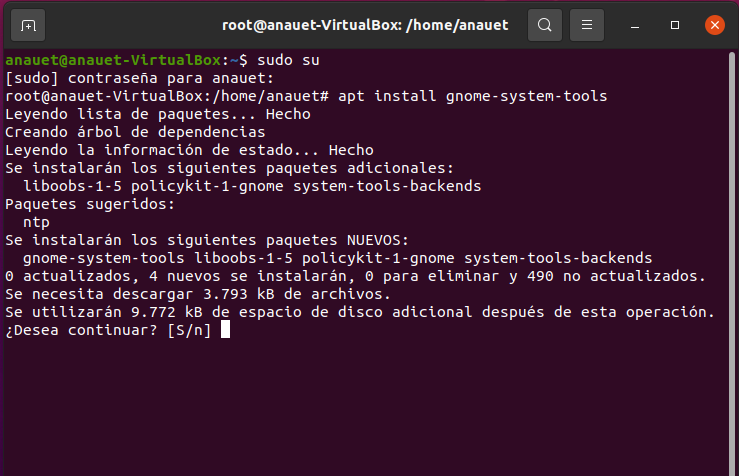 root@anauet-VirtualBox: /home/anauet
anauet@anauet-VirtualBox:~$ sudo su
[sudo] contraseña para anauet:
root@anauet-VirtualBox:/home/anauet# apt install gnome-system-tools
Leyendo lista de paquetes... Hecho
Creando árbol de dependencias
Leyendo la información de estado... Hecho
Se instalarán los siguientes paquetes adicionales:
  liboobs-1-5 policykit-1-gnome system-tools-backends
Paquetes sugeridos:
  ntp
Se instalarán los siguientes paquetes NUEVOS:
  gnome-system-tools liboobs-1-5 policykit-1-gnome system-tools-backends
0 actualizados, 4 nuevos se instalarán, 0 para eliminar y 490 no actualizados.
Se necesita descargar 3.793 kB de archivos.
Se utilizarán 9.772 kB de espacio de disco adicional después de esta operación.
¿Desea continuar? [S/n]